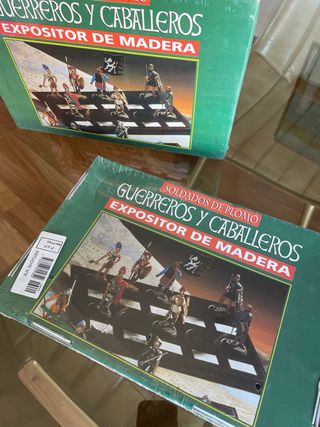 GUERREROS Y CABALLEROS
EXPOSITOR DE MADERA
SOLDADOS DE PLOMO
GUERREROS Y CABALLEROS
EXPOSITOR DE MADERA